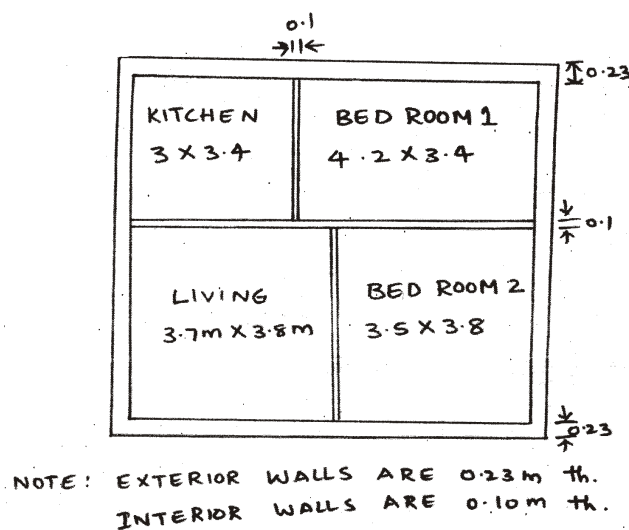 0.1
0.23
KITCHEN
3 X 3.4
BED ROOM 1
4.2 X 3.4
0.1
LIVING
3.7m X 3.8m
BED ROOM 2
3.5 X 3.8
0.23
NOTE: EXTERIOR WALLS ARE 0.23m th.
INTERIOR WALLS ARE 0.10m th.